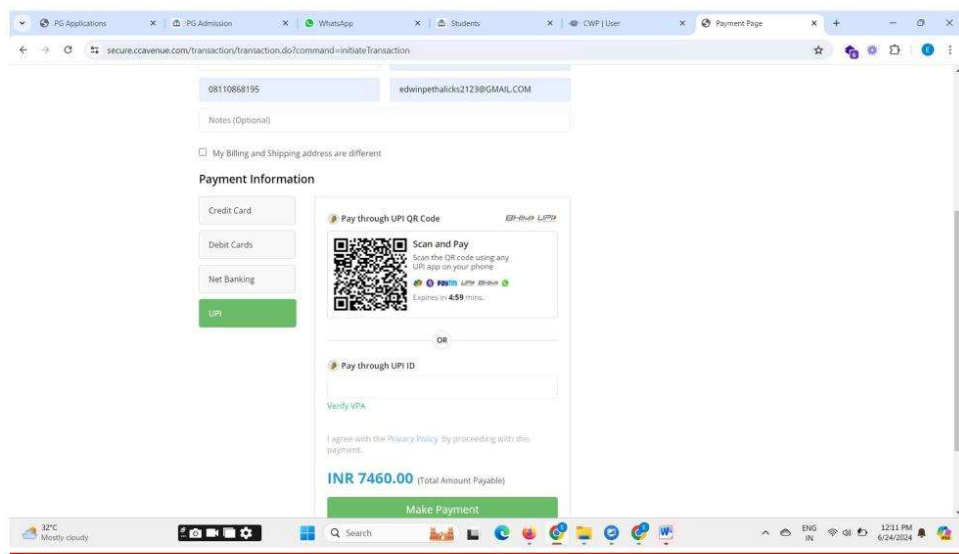 PG Applications
PG Admission
WhatsApp
Students
CWP | User
Payment Page
secure.ccavenue.com/transaction/transaction.do?command=initiateTransaction
08110868195
edwinpethalicks2123@GMAIL.COM
Notes (Optional)
My Billing and Shipping address are different
Payment Information
Credit Card
Debit Cards
Net Banking
UPI
Pay through UPI QR Code
BHIM UPI
Scan and Pay
Scan the QR code using any
UPI app on your phone
Paytm UPI BHIM
Expires in 4:59 mins.
OR
Pay through UPI ID
Verify VPA
I agree with the Privacy Policy by proceeding with this
payment.
INR 7460.00 (Total Amount Payable)
Make Payment
32°C
Mostly cloudy
Search
ENG
IN
12:11 PM
6/24/2024